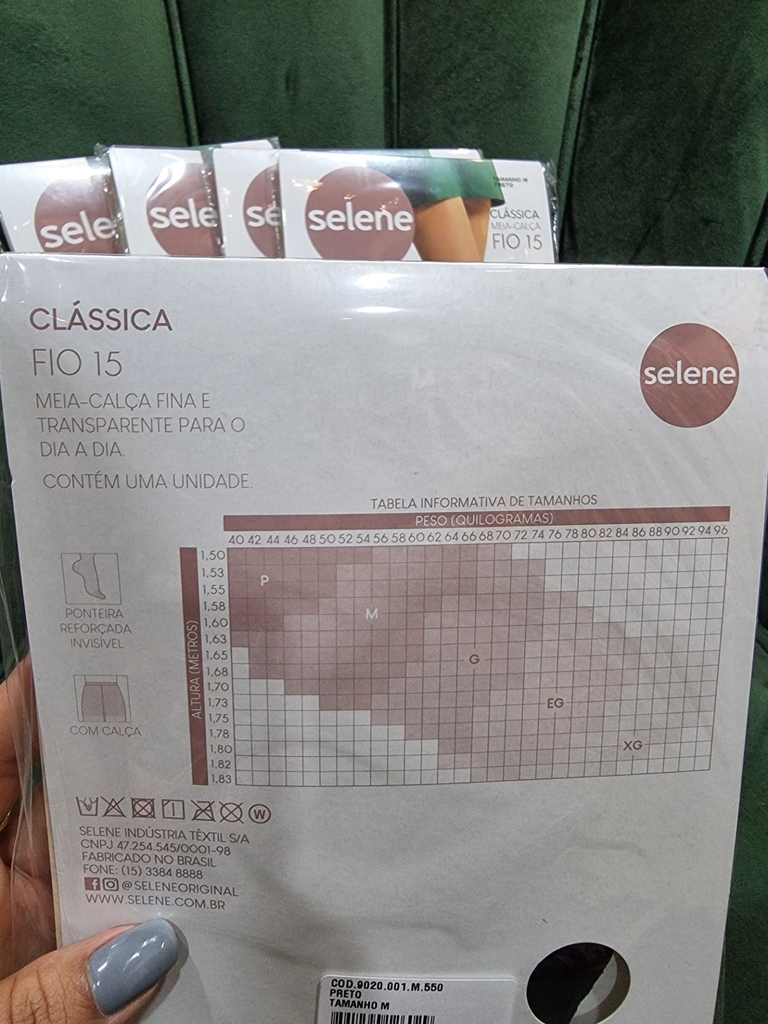 sele
sele
se
selene
TAMANHO: M
PRETO
CLÁSSICA
MEIA-CALÇA
FIO 15
CLÁSSICA
FIO 15
MEIA-CALÇA FINA E
TRANSPARENTE PARA O
DIA A DIA.
CONTÉM UMA UNIDADE.
selene
TABELA INFORMATIVA DE TAMANHOS
PESO (QUILOGRAMAS)
40 42 44 46 48 50 52 54 56 58 60 62 64 66 68 70 72 74 76 78 80 82 84 86 88 90 92 94 96
ALTURA (METROS)
1,50
1,53
1,55
1,58
1,60
1,63
1,65
1,68
1,70
1,73
1,75
1,78
1,80
1,82
1,83
P
M
G
EG
XG
PONTEIRA
REFORÇADA
INVISÍVEL
COM CALÇA
W
SELENE INDÚSTRIA TÊXTIL S/A
CNPJ 47.254.545/0001-98
FABRICADO NO BRASIL
FONE: (15) 3384 8888
@SELENEORIGINAL
WWW.SELENE.COM.BR
COD.9020.001.M.550
PRETO
TAMANHO M